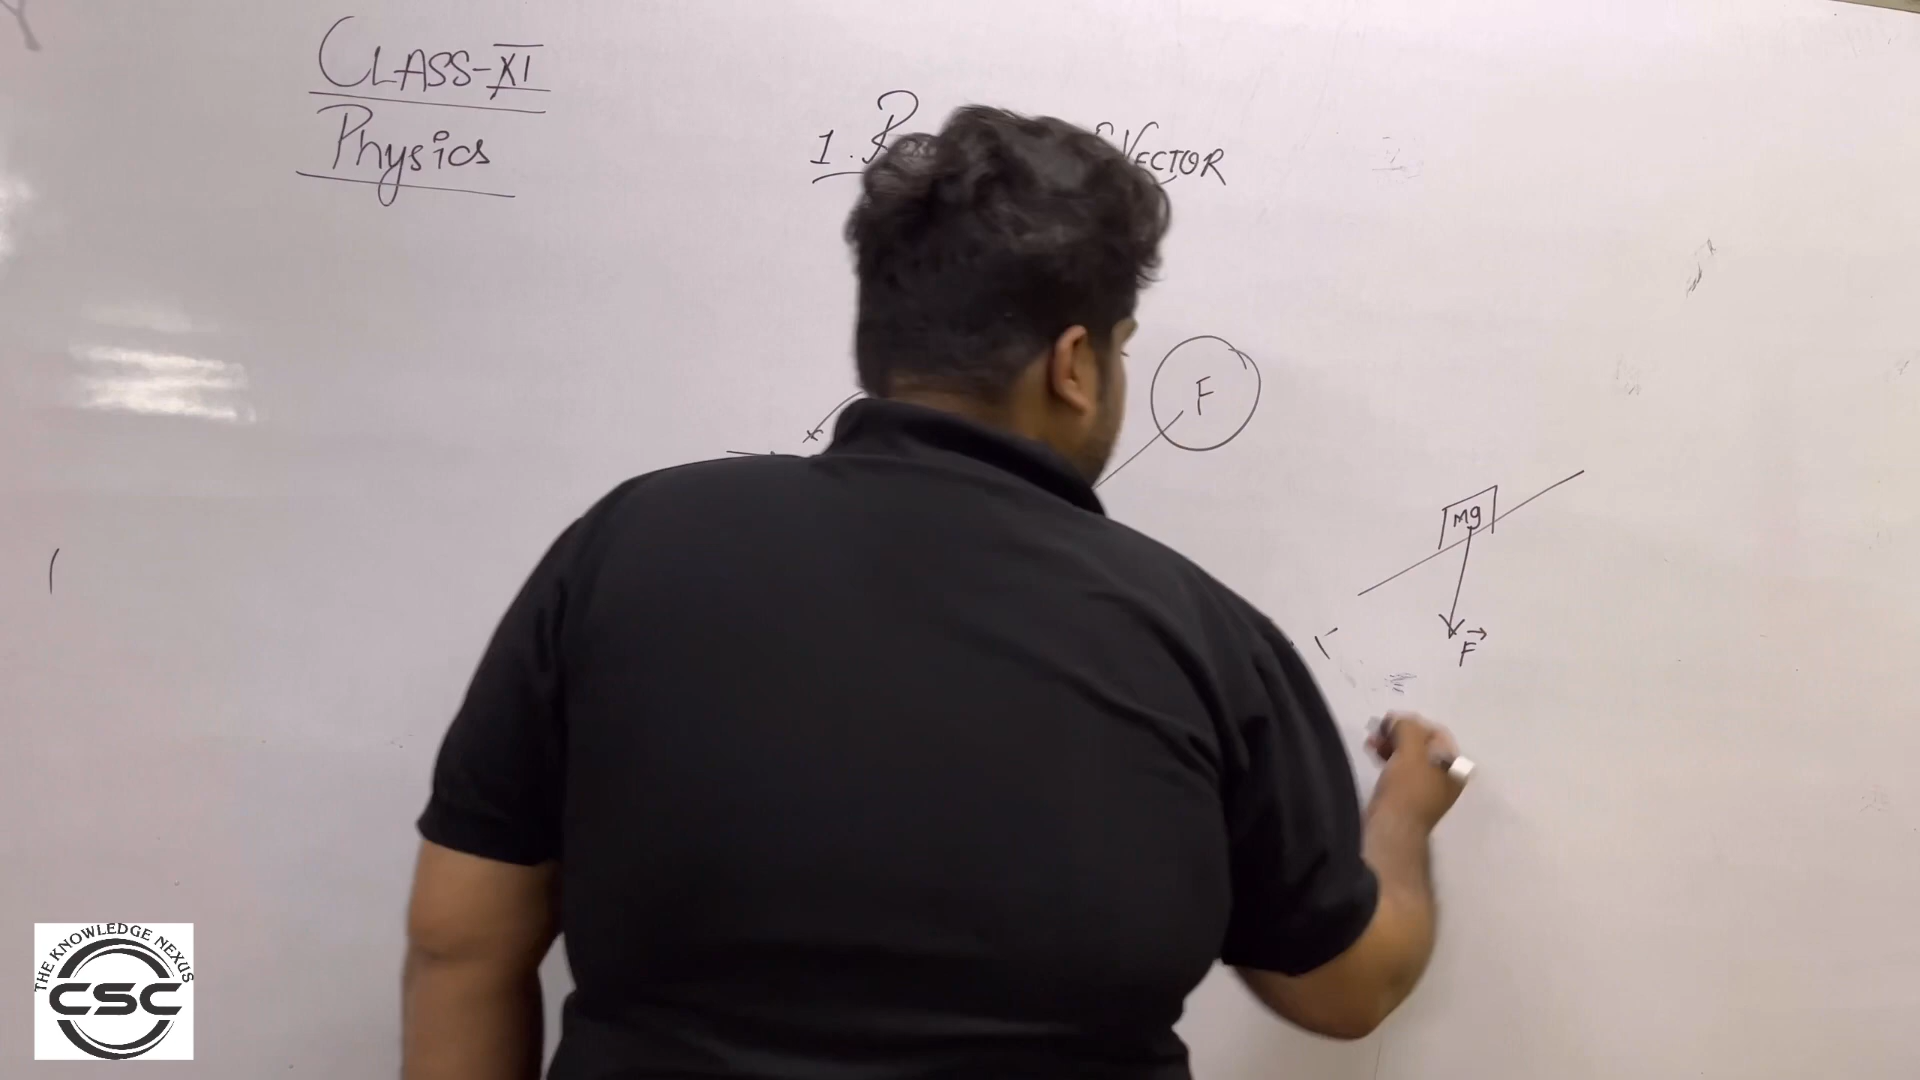 CLASS-XI
Physics
1. VECTOR
F
mg
F
THE KNOWLEDGE NEXUS
CSC